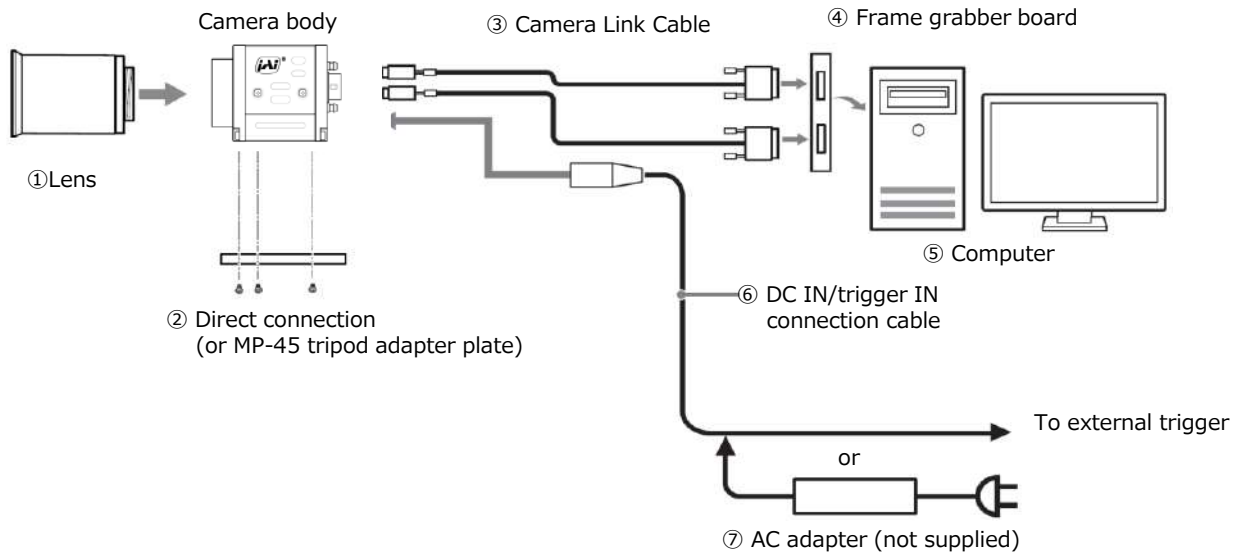 Camera body
③ Camera Link Cable
④ Frame grabber board
JAI®
①Lens
⑤ Computer
② Direct connection
(or MP-45 tripod adapter plate)
⑥ DC IN/trigger IN
connection cable
To external trigger
or
⑦ AC adapter (not supplied)